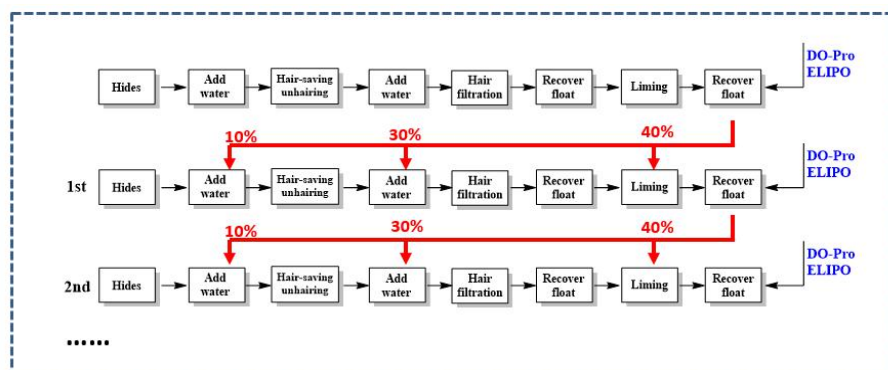 DO-Pro
ELIPO
Hides
Add
water
Hair-saving
unhairing
Add
water
Hair
filtration
Recover
float
Liming
Recover
float
10%
30%
40%
1st
Hides
Add
water
Hair-saving
unhairing
Add
water
Hair
filtration
Recover
float
Liming
Recover
float
DO-Pro
ELIPO
10%
30%
40%
2nd
Hides
Add
water
Hair-saving
unhairing
Add
water
Hair
filtration
Recover
float
Liming
Recover
float
DO-Pro
ELIPO
......